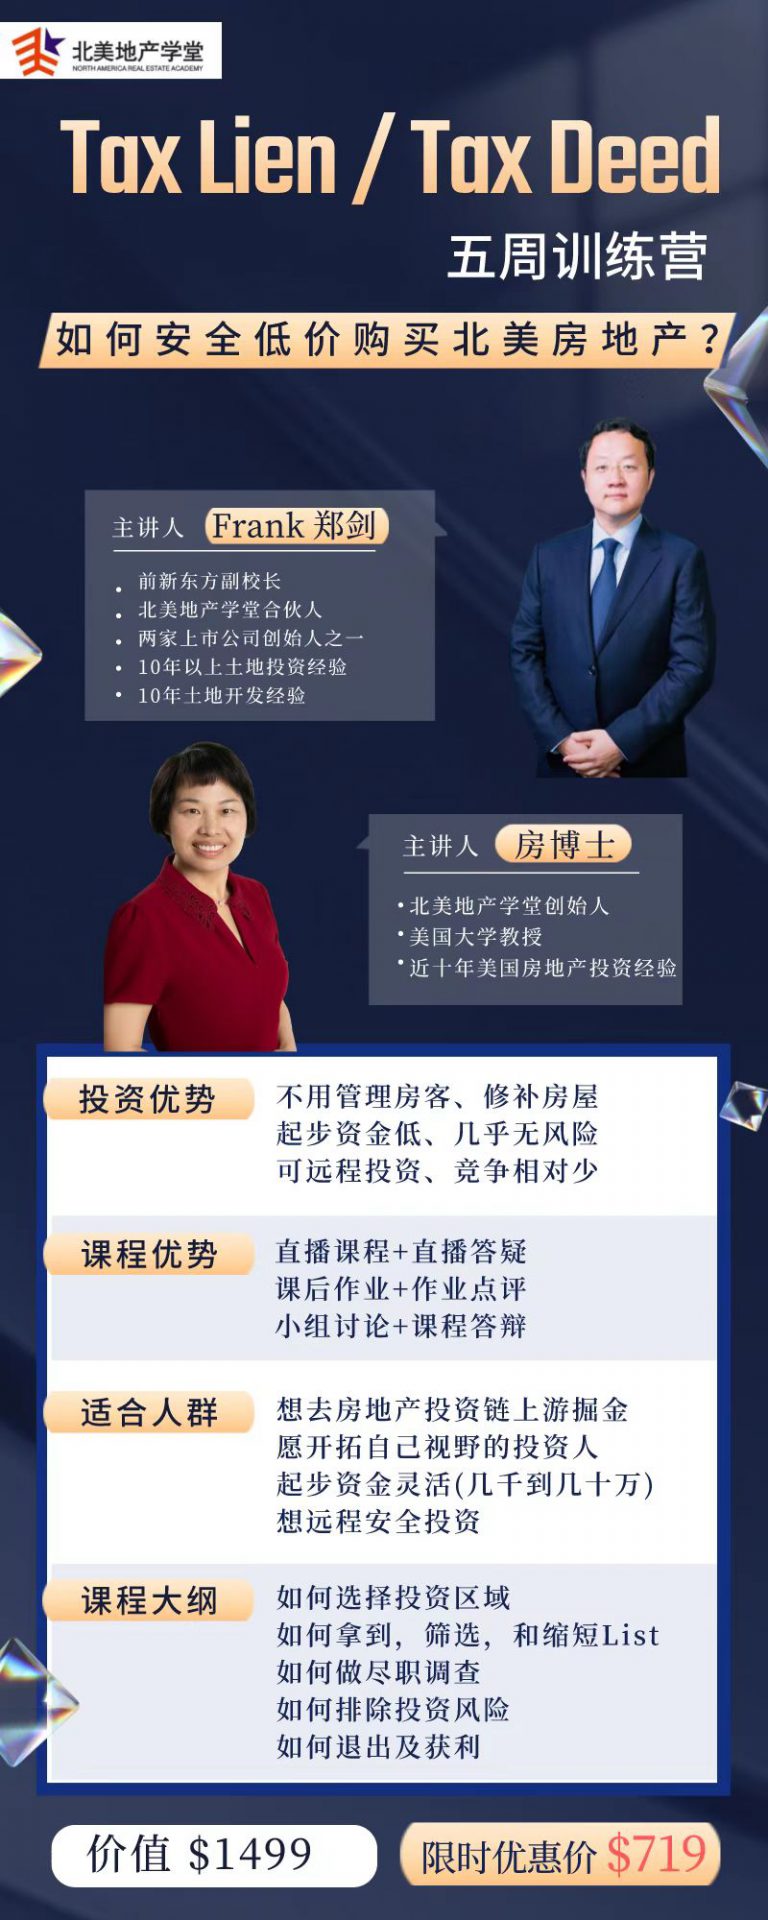 北美地产学堂
NORTH AMERICA REAL ESTATE ACADEMY
Tax Lien / Tax Deed
五周训练营
如何安全低价购买北美房地产?
主讲人 Frank 郑剑
• 前新东方副校长
• 北美地产学堂合伙人
• 两家上市公司创始人之一
• 10年以上土地投资经验
• 10年土地开发经验
主讲人 房博士
• 北美地产学堂创始人
• 美国大学教授
• 近十年美国房地产投资经验
投资优势
不用管理房客、修补房屋
起步资金低、几乎无风险
可远程投资、竞争相对少
课程优势
直播课程+直播答疑
课后作业+作业点评
小组讨论+课程答辩
适合人群
想去房地产投资链上游掘金
愿开拓自己视野的投资人
起步资金灵活(几千到几十万)
想远程安全投资
课程大纲
如何选择投资区域
如何拿到，筛选，和缩短List
如何做尽职调查
如何排除投资风险
如何退出及获利
价值 $1499
限时优惠价 $719